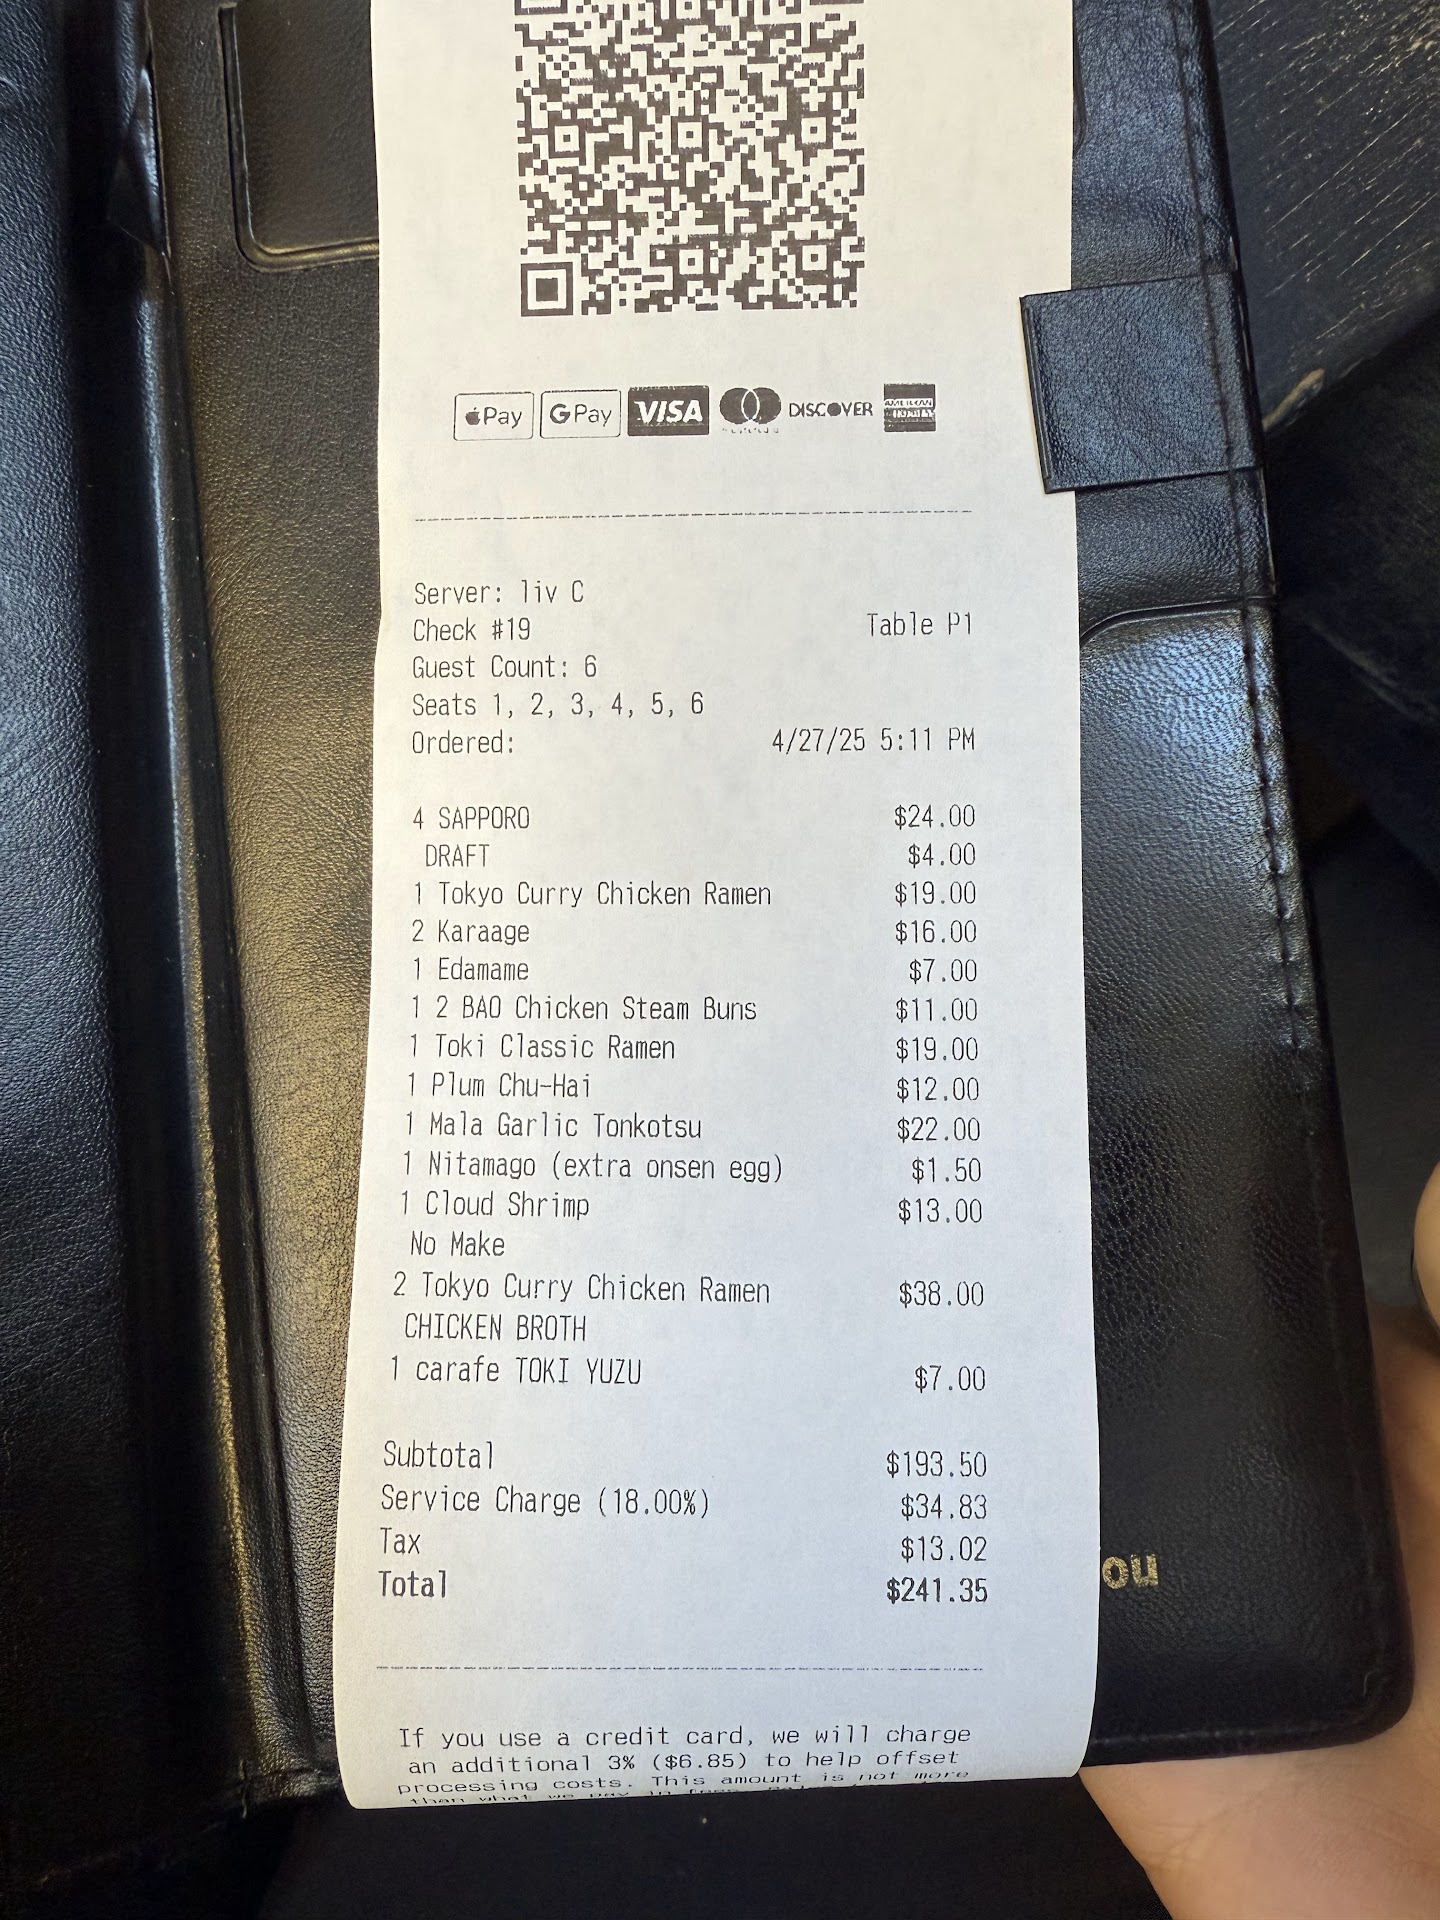 Pay
G Pay
VISA
DISCOVER
AMERICAN
Server: liv C
Check #19 Table P1
Guest Count: 6
Seats 1, 2, 3, 4, 5, 6
Ordered: 4/27/25 5:11 PM
4 SAPPORO $24.00
DRAFT $4.00
1 Tokyo Curry Chicken Ramen $19.00
2 Karaage $16.00
1 Edamame $7.00
1 2 BAO Chicken Steam Buns $11.00
1 Toki Classic Ramen $19.00
1 Plum Chu-Hai $12.00
1 Mala Garlic Tonkotsu $22.00
1 Nitamago (extra onsen egg) $1.50
1 Cloud Shrimp $13.00
No Make
2 Tokyo Curry Chicken Ramen $38.00
CHICKEN BROTH
1 carafe TOKI YUZU $7.00
Subtotal $193.50
Service Charge (18.00%) $34.83
Tax $13.02
Total $241.35
ou
If you use a credit card, we will charge
an additional 3% ($6.85) to help offset
processing costs. This amount is not more
than what we pay in fees.